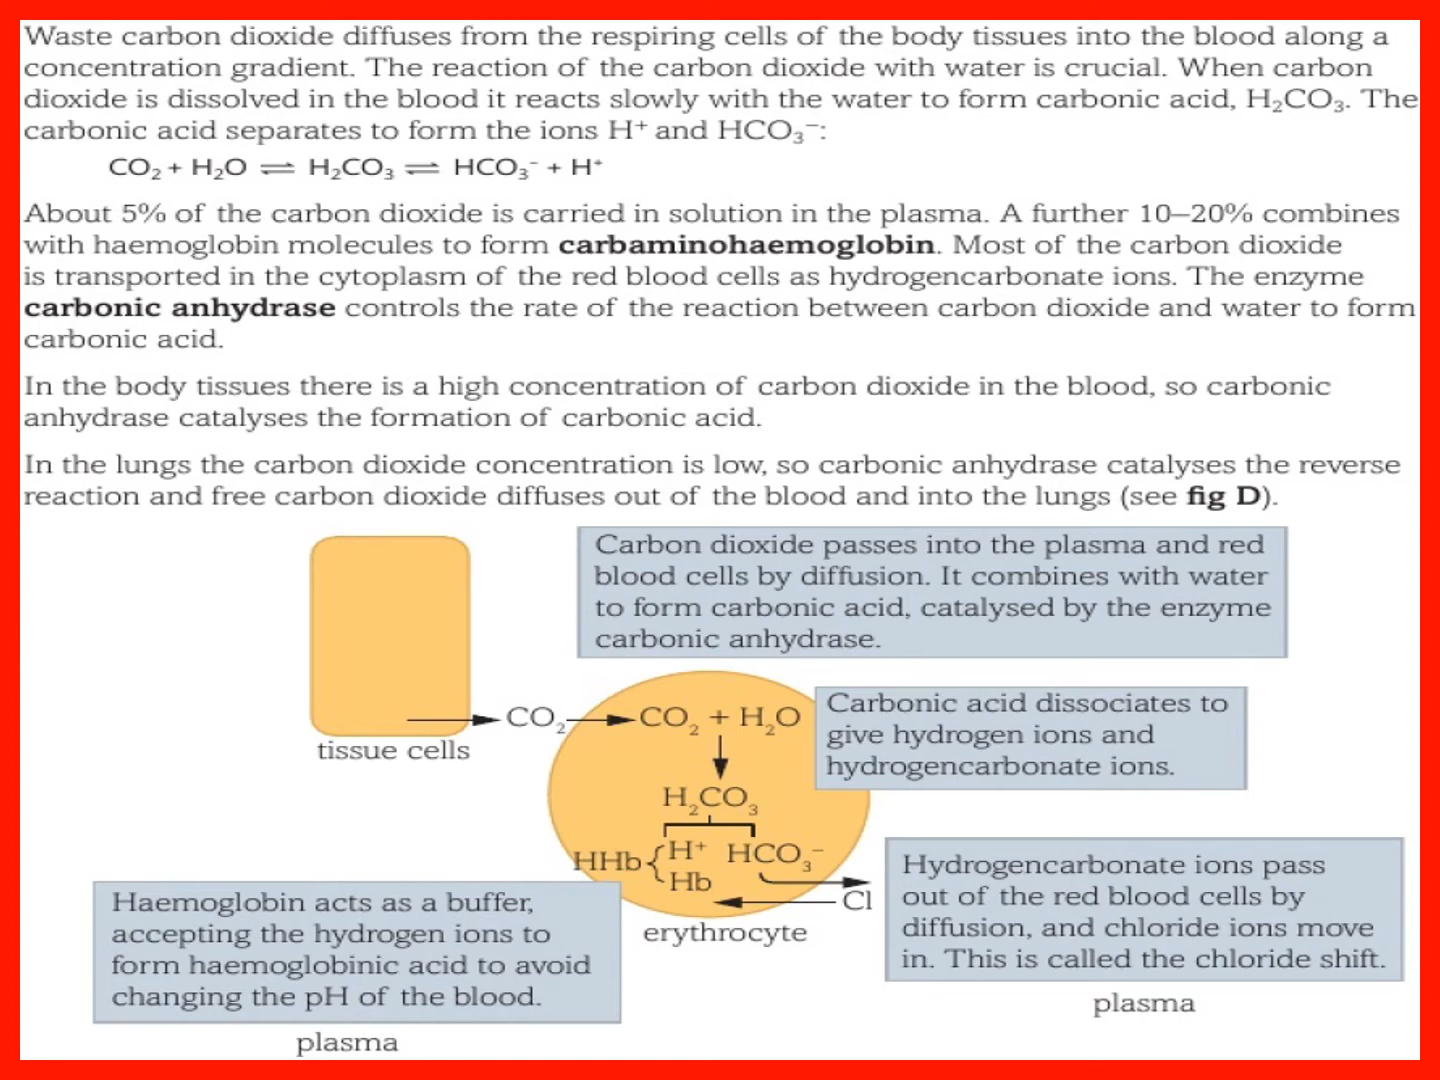 Waste carbon dioxide diffuses from the respiring cells of the body tissues into the blood along a
concentration gradient. The reaction of the carbon dioxide with water is crucial. When carbon
dioxide is dissolved in the blood it reacts slowly with the water to form carbonic acid, H₂CO₃. The
carbonic acid separates to form the ions H⁺ and HCO₃⁻:
CO₂ + H₂O ⇌ H₂CO₃ ⇌ HCO₃⁻ + H⁺
About 5% of the carbon dioxide is carried in solution in the plasma. A further 10–20% combines
with haemoglobin molecules to form carbaminohaemoglobin. Most of the carbon dioxide
is transported in the cytoplasm of the red blood cells as hydrogencarbonate ions. The enzyme
carbonic anhydrase controls the rate of the reaction between carbon dioxide and water to form
carbonic acid.
In the body tissues there is a high concentration of carbon dioxide in the blood, so carbonic
anhydrase catalyses the formation of carbonic acid.
In the lungs the carbon dioxide concentration is low, so carbonic anhydrase catalyses the reverse
reaction and free carbon dioxide diffuses out of the blood and into the lungs (see fig D).
Carbon dioxide passes into the plasma and red
blood cells by diffusion. It combines with water
to form carbonic acid, catalysed by the enzyme
carbonic anhydrase.
CO₂
CO₂ + H₂O
tissue cells
Carbonic acid dissociates to
give hydrogen ions and
hydrogencarbonate ions.
H₂CO₃
H⁺ HCO₃⁻
HHb
Hb
Cl
erythrocyte
Hydrogencarbonate ions pass
out of the red blood cells by
diffusion, and chloride ions move
in. This is called the chloride shift.
plasma
Haemoglobin acts as a buffer,
accepting the hydrogen ions to
form haemoglobinic acid to avoid
changing the pH of the blood.
plasma